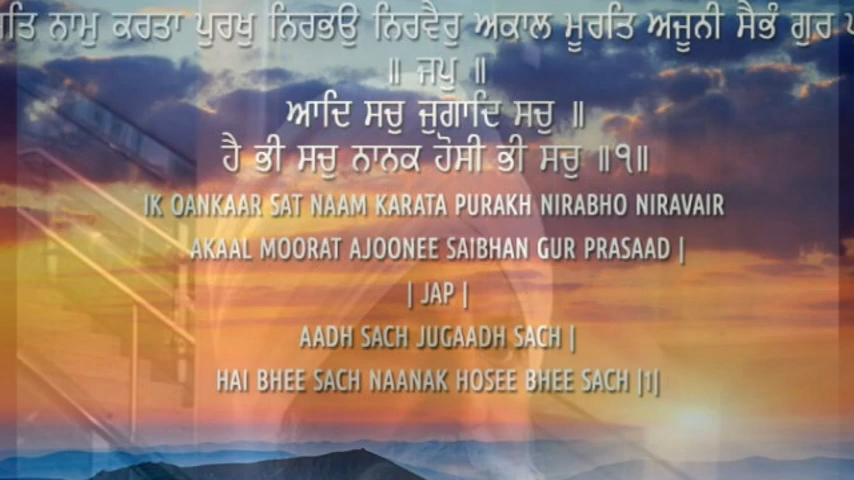 ਨਾਮੁ ਕਰਤਾ ਪੁਰਖੁ ਨਿਰਭਉ ਨਿਰਵੈਰੁ ਅਕਾਲ ਮੂਰਤਿ ਅਜੂਨੀ ਸੈਭੰ ਗੁਰ
॥ ਜਪੁ ॥
ਆਦਿ ਸਚੁ ਜੁਗਾਦਿ ਸਚੁ ॥
ਹੈ ਭੀ ਸਚੁ ਨਾਨਕ ਹੋਸੀ ਭੀ ਸਚੁ ॥੧॥
IK OANKAAR SAT NAAM KARATA PURAKH NIRABHO NIRAVAIR
AKAAL MOORAT AJOONEE SAIBHAN GUR PRASAAD |
| JAP |
AADH SACH JUGAADH SACH |
HAI BHEE SACH NAANAK HOSEE BHEE SACH |1|